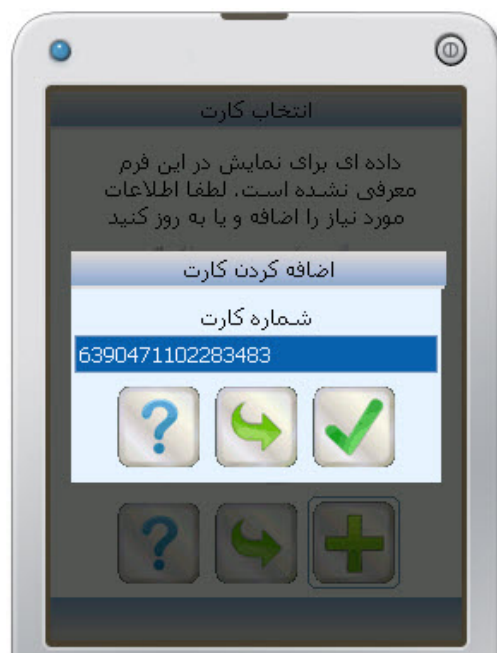 انتخاب کارت
داده ای برای نمایش در این فرم
معرفی نشده است. لطفا اطلاعات
مورد نیاز را اضافه و یا به روز کنید
اضافه کردن کارت
شماره کارت
6390471102283483